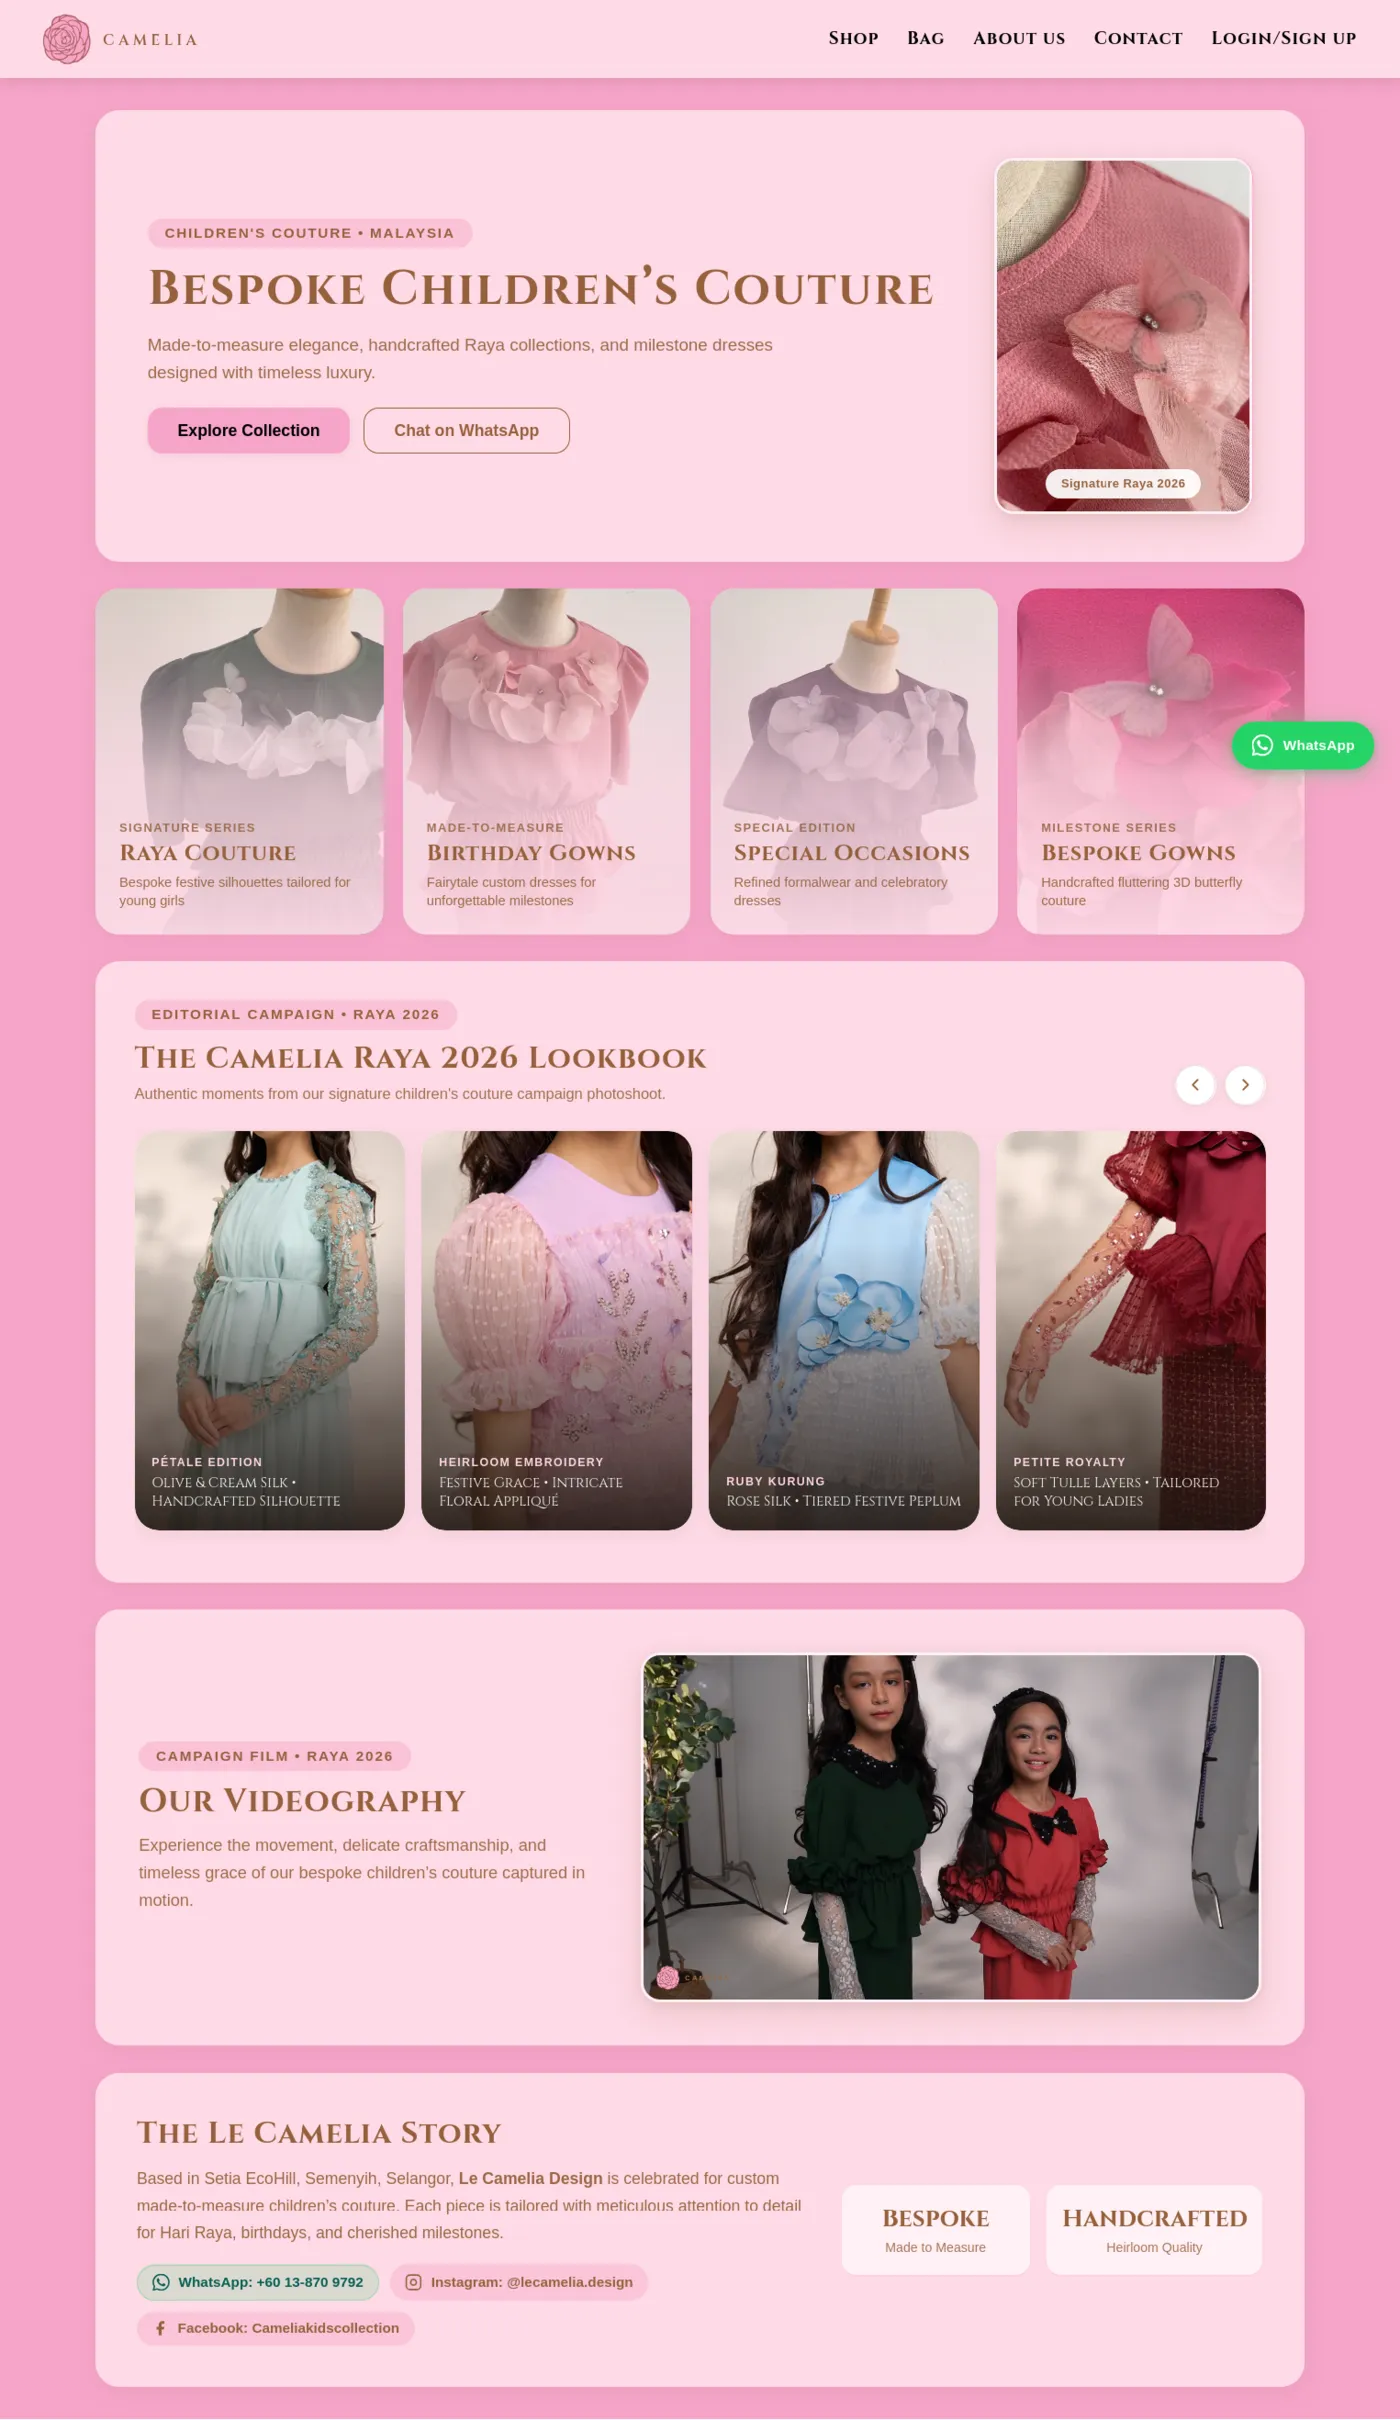 CAMELIA
Shop
Bag
About us
Contact
Login/Sign up
CHILDREN'S COUTURE • MALAYSIA
Bespoke Children’s Couture
Made-to-measure elegance, handcrafted Raya collections, and milestone dresses
designed with timeless luxury.
Explore Collection
Chat on WhatsApp
Signature Raya 2026
SIGNATURE SERIES
Raya Couture
Bespoke festive silhouettes tailored for
young girls
MADE-TO-MEASURE
Birthday Gowns
Fairytale custom dresses for
unforgettable milestones
SPECIAL EDITION
Special Occasions
Refined formalwear and celebratory
dresses
MILESTONE SERIES
Bespoke Gowns
Handcrafted fluttering 3D butterfly
couture
WhatsApp
EDITORIAL CAMPAIGN • RAYA 2026
The Camelia Raya 2026 Lookbook
Authentic moments from our signature children's couture campaign photoshoot.
PÉTALE EDITION
Olive & Cream Silk •
Handcrafted Silhouette
HEIRLOOM EMBROIDERY
Festive Grace • Intricate
Floral Appliqué
RUBY KURUNG
Rose Silk • Tiered Festive Peplum
PETITE ROYALTY
Soft Tulle Layers • Tailored
for Young Ladies
CAMPAIGN FILM • RAYA 2026
Our Videography
Experience the movement, delicate craftsmanship, and
timeless grace of our bespoke children’s couture captured in
motion.
The Le Camelia Story
Based in Setia EcoHill, Semenyih, Selangor, Le Camelia Design is celebrated for custom
made-to-measure children’s couture. Each piece is tailored with meticulous attention to detail
for Hari Raya, birthdays, and cherished milestones.
WhatsApp: +60 13-870 9792
Instagram: @lecamelia.design
Facebook: Cameliakidscollection
Bespoke
Made to Measure
Handcrafted
Heirloom Quality